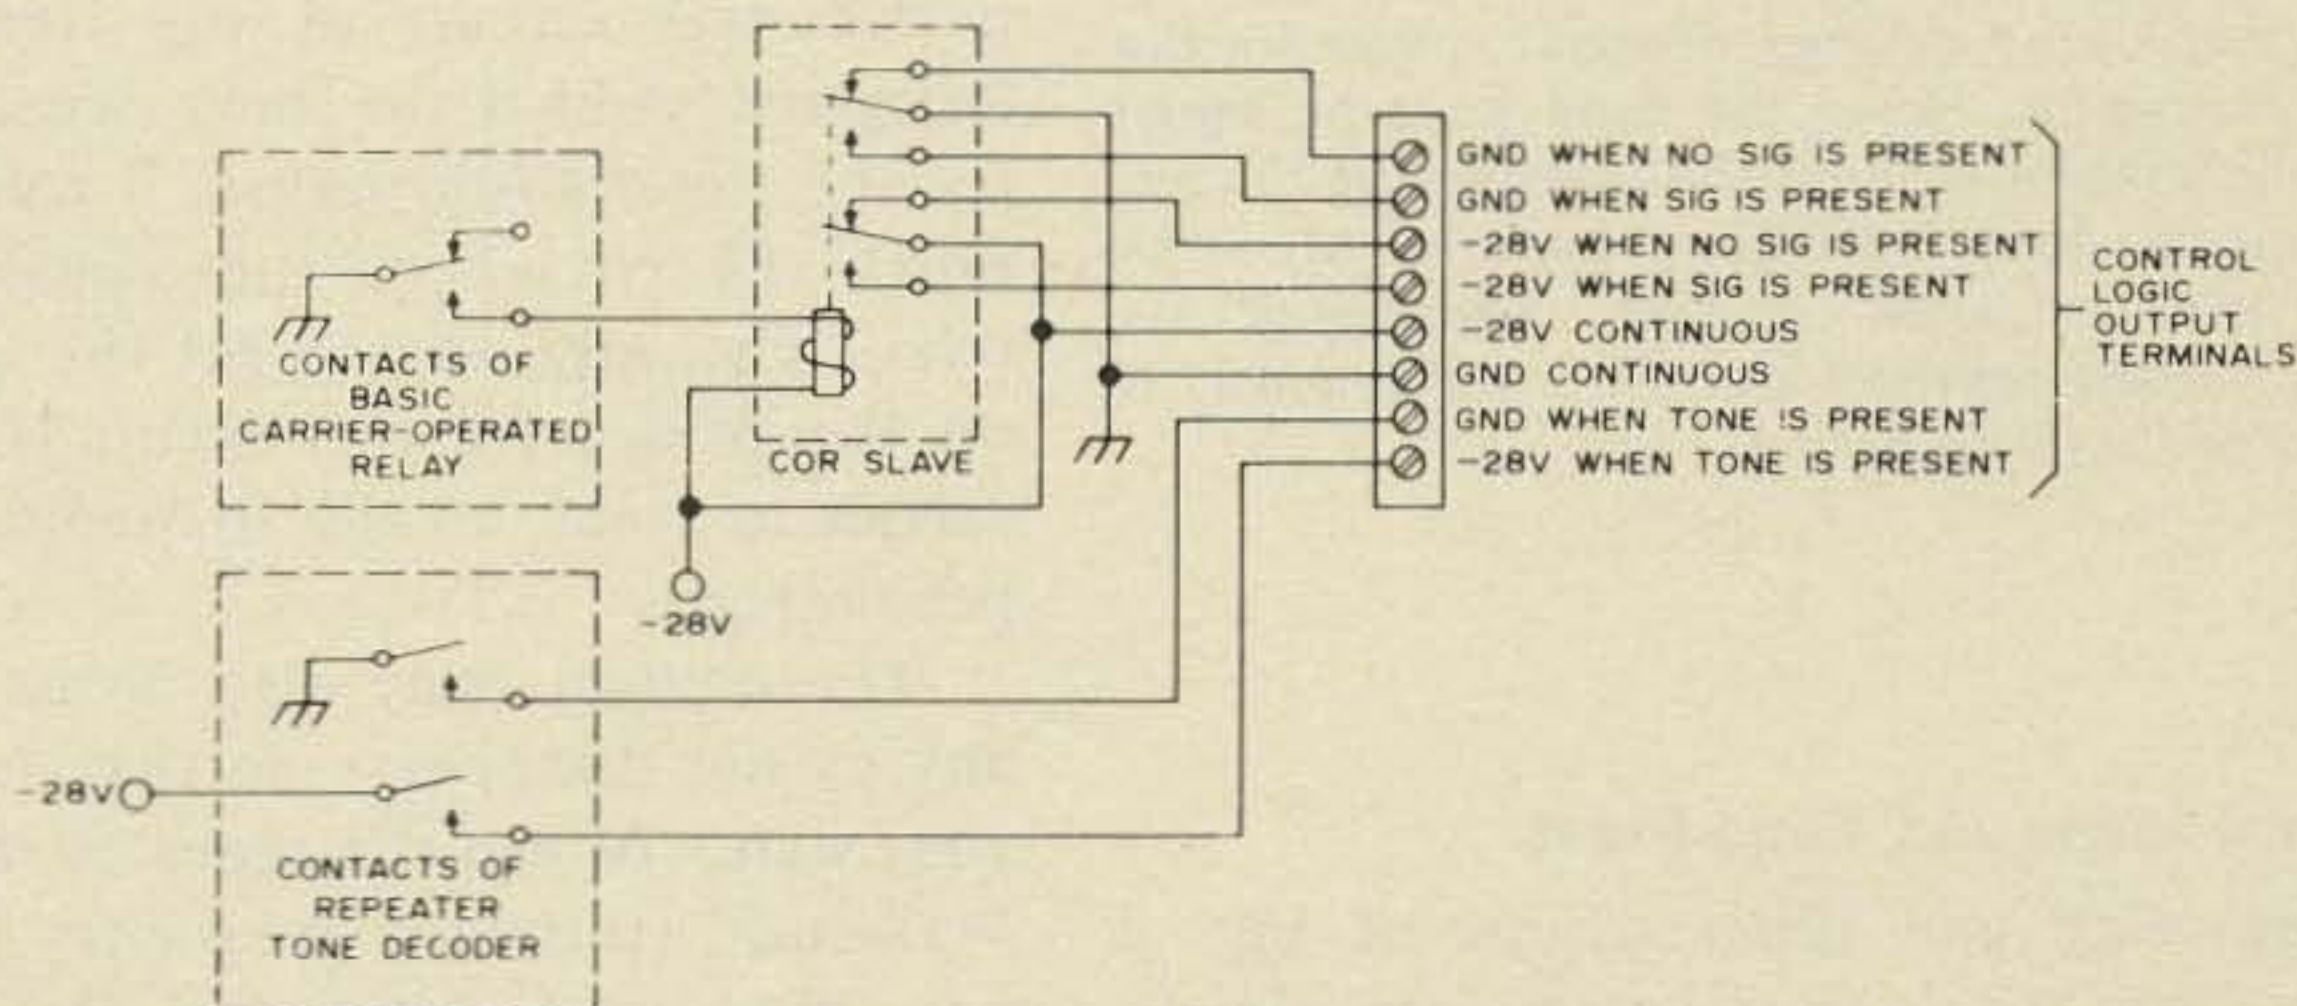 GND WHEN NO SIG IS PRESENT
GND WHEN SIG IS PRESENT
-28V WHEN NO SIG IS PRESENT
-28V WHEN SIG IS PRESENT
-28V CONTINUOUS
GND CONTINUOUS
GND WHEN TONE IS PRESENT
-28V WHEN TONE IS PRESENT
CONTROL
LOGIC
OUTPUT
TERMINALS
CONTACTS OF
BASIC
CARRIER-OPERATED
RELAY
COR SLAVE
-28V
-28V
CONTACTS OF
REPEATER
TONE DECODER